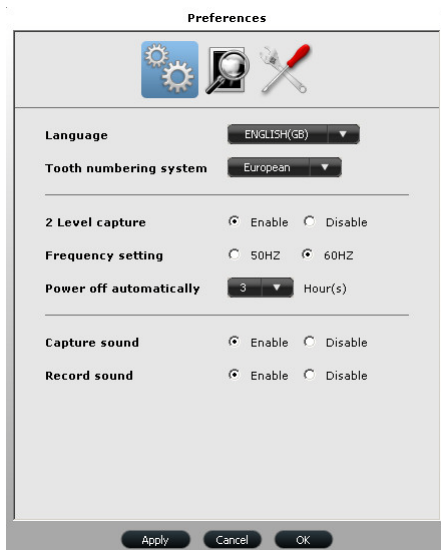 Preferences
Language ENGLISH(GB)
Tooth numbering system European
2 Level capture Enable Disable
Frequency setting 50HZ 60HZ
Power off automatically 3 Hour(s)
Capture sound Enable Disable
Record sound Enable Disable
Apply Cancel OK